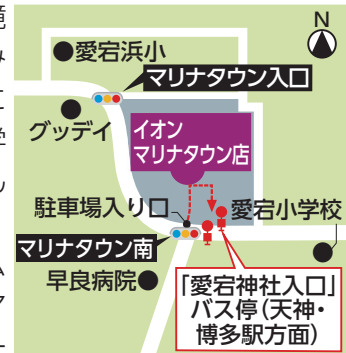 N
愛宕浜小
マリナタウン入口
グッデイ
イオン
マリナタウン店
駐車場入り口
愛宕小学校
マリナタウン南
早良病院
「愛宕神社入口」
バス停(天神・
博多駅方面)